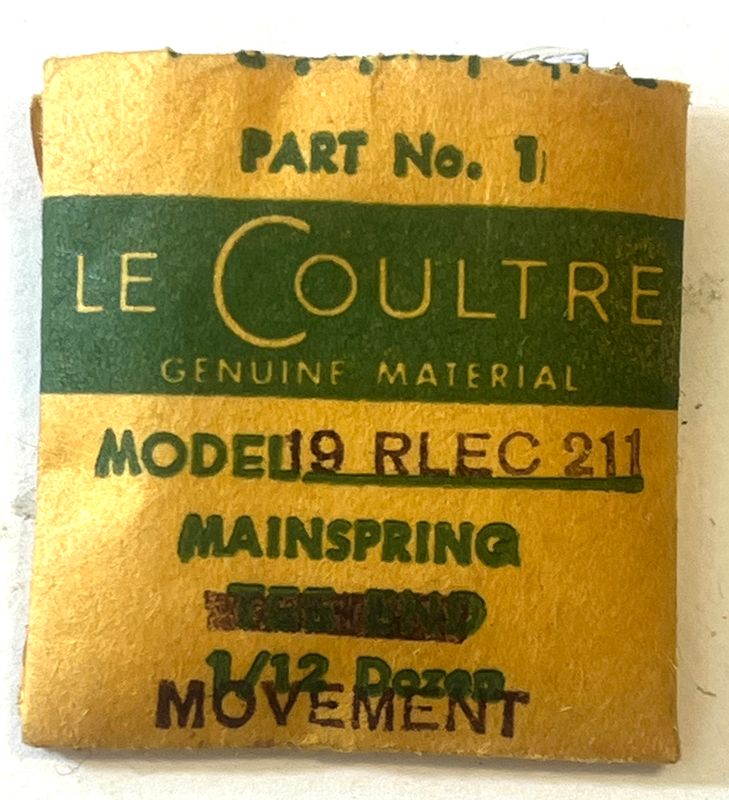 PART No. 1
LE COULTRE
GENUINE MATERIAL
MODEL 19 RLEC 211
MAINSPRING
1/12 Dozen
MOVEMENT